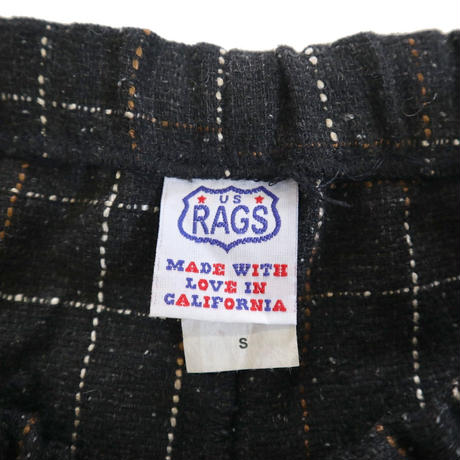 US
RAGS
MADE WITH
LOVE IN
CALIFORNIA
S